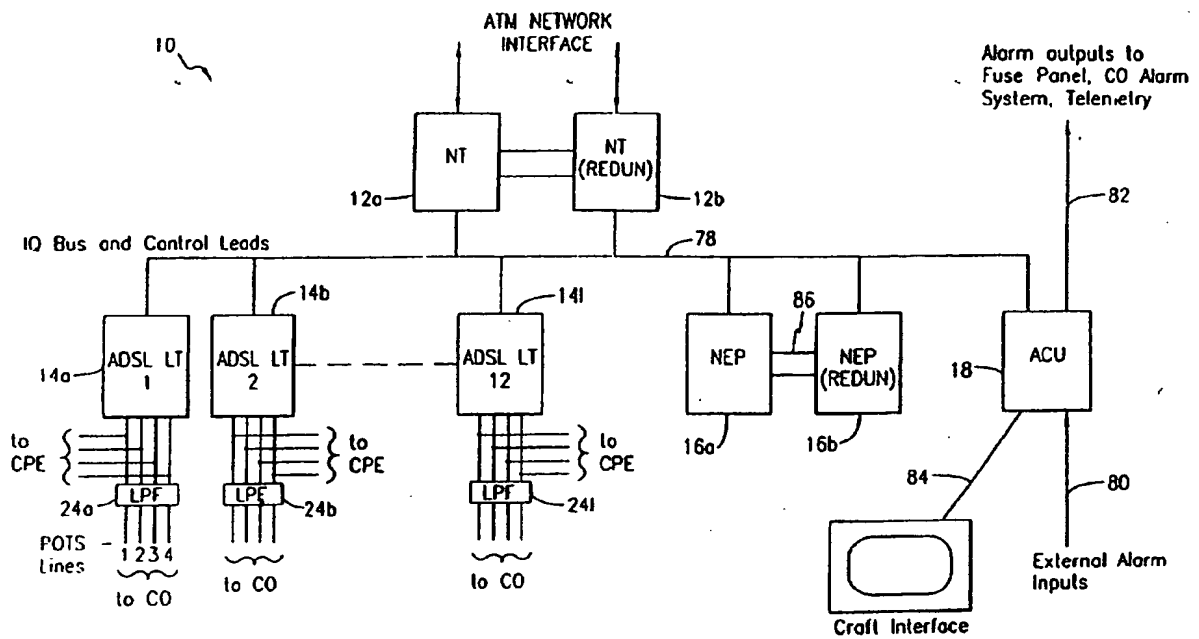 10
ATM NETWORK
INTERFACE
Alarm outputs to
Fuse Panel, CO Alarm
System, Telemetry
NT
NT
(REDUN)
12a
12b
82
IQ Bus and Control Leads
78
14b
14l
86
ADSL LT
1
ADSL LT
2
ADSL LT
12
NEP
NEP
(REDUN)
ACU
14a
18
16a
16b
to
CPE
to
CPE
to
CPE
84
80
LPF
LPF
LPF
24a
24b
24l
POTS
Lines
1 2 3 4
to CO
to CO
to CO
External Alarm
Inputs
Craft Interface